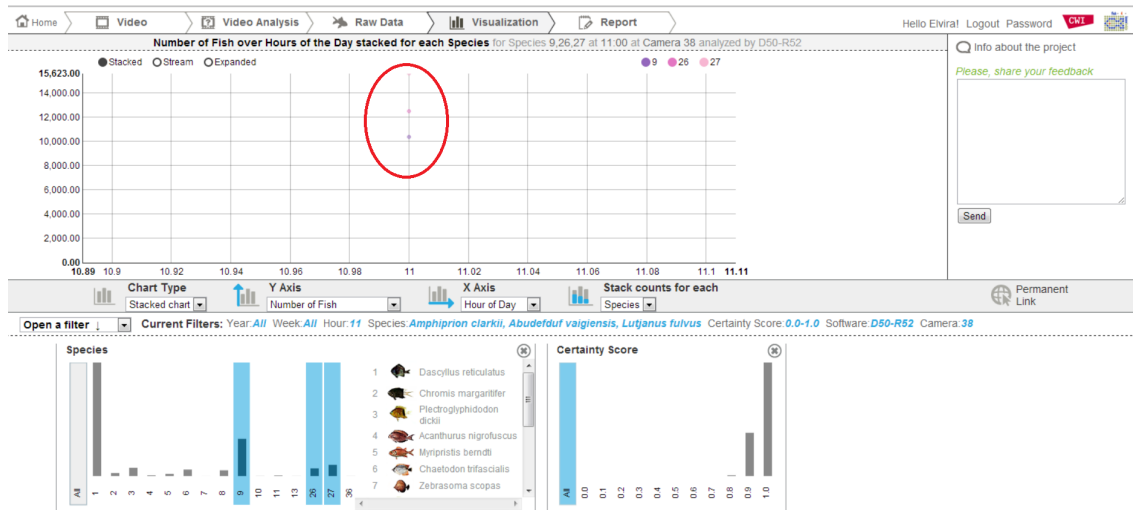 Home Video Video Analysis Raw Data Visualization Report Hello Elvira! Logout Password CWI
Number of Fish over Hours of the Day stacked for each Species for Species 9,26,27 at 11:00 at Camera 38 analyzed by D50-R52
Info about the project
Please, share your feedback
Send
Stacked Stream Expanded 9 26 27
15,623.00
14,000.00
12,000.00
10,000.00
8,000.00
6,000.00
4,000.00
2,000.00
0.00
10.89 10.9 10.92 10.94 10.96 10.98 11 11.02 11.04 11.06 11.08 11.1 11.11
Chart Type Y Axis X Axis Stack counts for each
Stacked chart Number of Fish Hour of Day Species
Permanent
Link
Open a filter ↓ Current Filters: Year:All Week:All Hour:11 Species:Amphiprion clarkii, Abudefduf vaigiensis, Lutjanus fulvus Certainty Score:0.0-1.0 Software:D50-R52 Camera:38
Species
1 Dascyllus reticulatus
2 Chromis margaritifer
3 Plectroglyphidodon
dickii
4 Acanthurus nigrofuscus
5 Myripristis berndti
6 Chaetodon trifascialis
7 Zebrasoma scopas
All 1 2 3 4 5 6 7 8 9 10 11 13 26 27 36
Certainty Score
All 0.0 0.1 0.2 0.3 0.4 0.5 0.6 0.7 0.8 0.9 1.0